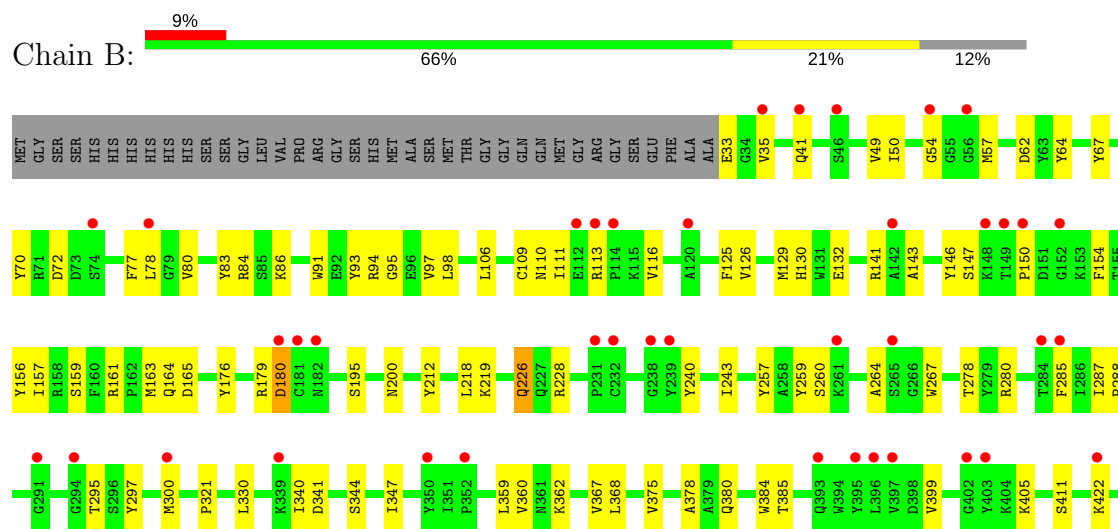 9%
Chain B:
66% 21% 12%
MET GLY SER SER HIS HIS HIS HIS HIS HIS SER SER GLY LEU VAL PRO ARG GLY SER HIS MET ALA SER MET THR GLY GLY GLN GLN MET GLY ARG GLY SER GLU PHE ALA ALA E33 G34 V35 Q41 S46 V49 I50 G54 G55 G56 M57 D62 Y63 Y64 Y67
Y70 R71 D72 D73 S74 F77 L78 G79 V80 Y83 R84 S85 K86 W91 E92 Y93 R94 G95 E96 V97 L98 L106 C109 N110 I111 E112 R113 P114 K115 V116 A120 F125 V126 M129 H130 W131 E132 R141 A142 A143 Y146 S147 K148 T149 P150 D151 G152 K153 F154 T155
Y156 I157 R158 S159 F160 R161 P162 M163 Q164 D165 Y176 R179 D180 C181 N182 S195 N200 Y212 L218 K219 Q226 Q227 R228 P231 C232 G238 Y239 Y240 I243 Y257 A258 Y259 S260 K261 A264 S265 G266 W267 T278 Y279 R280 T284 F285 I286 I287 P288
G291 G294 T295 S296 Y297 M300 P321 L330 K339 I340 D341 S344 I347 Y350 I351 P352 L359 V360 N361 K362 V367 L368 V375 A378 A379 Q380 W384 T385 Q393 W394 Y395 L396 V397 D398 V399 G402 Y403 K404 K405 S411 K422